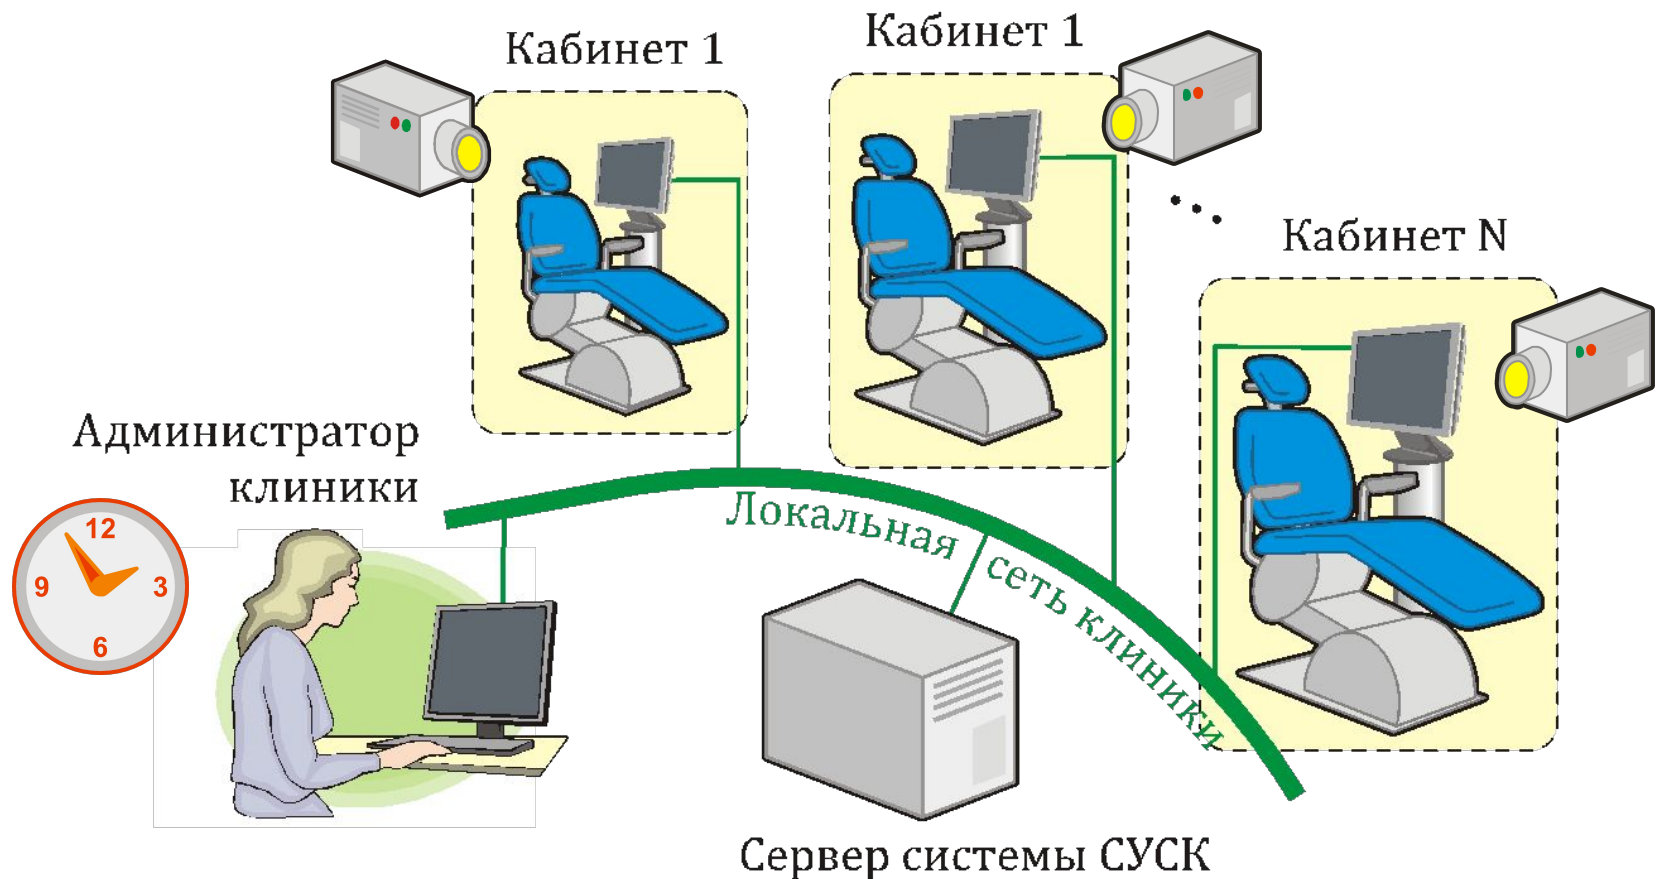 Кабинет 1
Кабинет 1
Кабинет N
Администратор
клиники
12
9
3
6
Локальная сеть клиники
Сервер системы СУСК